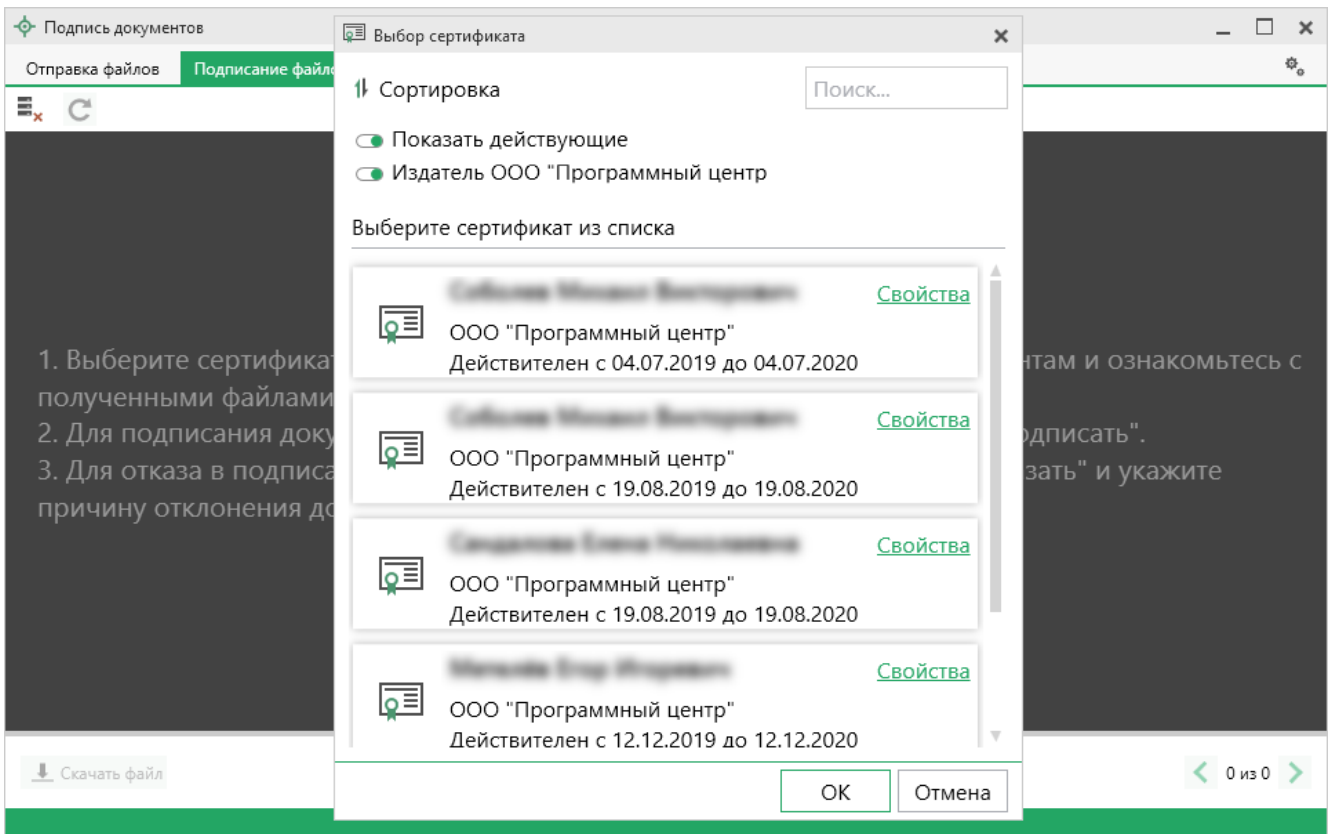 Подпись документов
Отправка файлов
Подписание файло
Выбор сертификата
Сортировка
Поиск...
Показать действующие
Издатель ООО "Программный центр
Выберите сертификат из списка
Свойства
ООО "Программный центр"
Действителен с 04.07.2019 до 04.07.2020
Свойства
ООО "Программный центр"
Действителен с 19.08.2019 до 19.08.2020
Свойства
ООО "Программный центр"
Действителен с 19.08.2019 до 19.08.2020
Свойства
ООО "Программный центр"
Действителен с 12.12.2019 до 12.12.2020
ОК
Отмена
1. Выберите сертифика нтам и ознакомьтесь с
полученными файлами
2. Для подписания доку одписать".
3. Для отказа в подписа зать" и укажите
причину отклонения до
Скачать файл
0 из 0